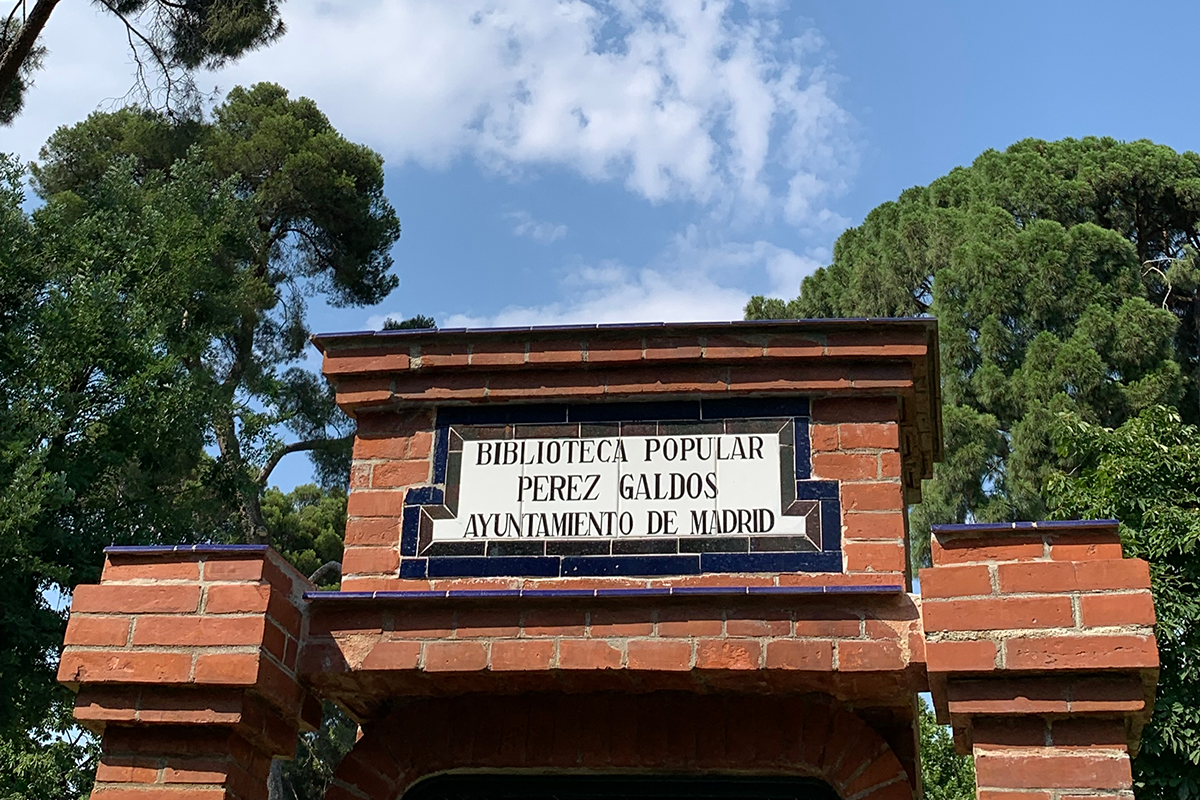 BIBLIOTECA POPULAR
PEREZ GALDOS
AYUNTAMIENTO DE MADRID